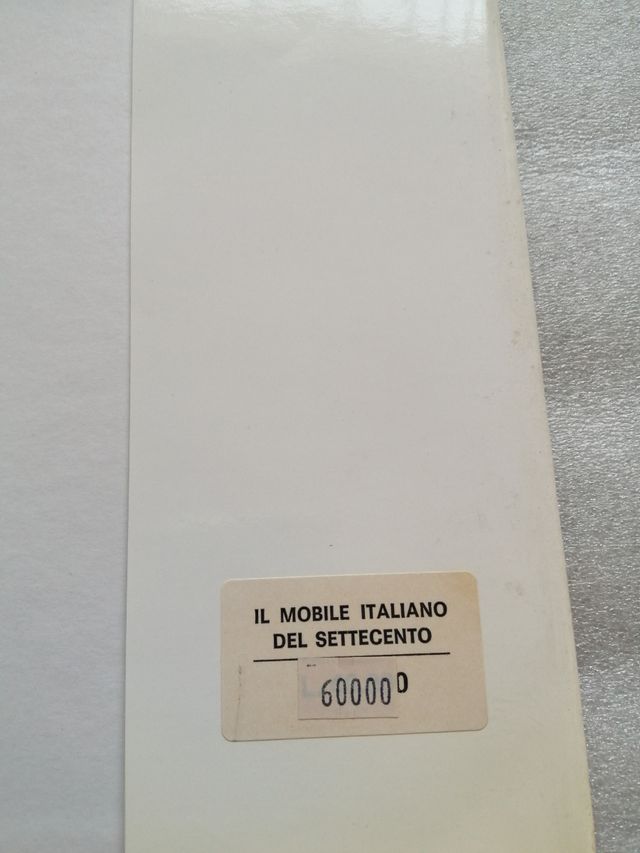 IL MOBILE ITALIANO
DEL SETTECENTO
60000 D